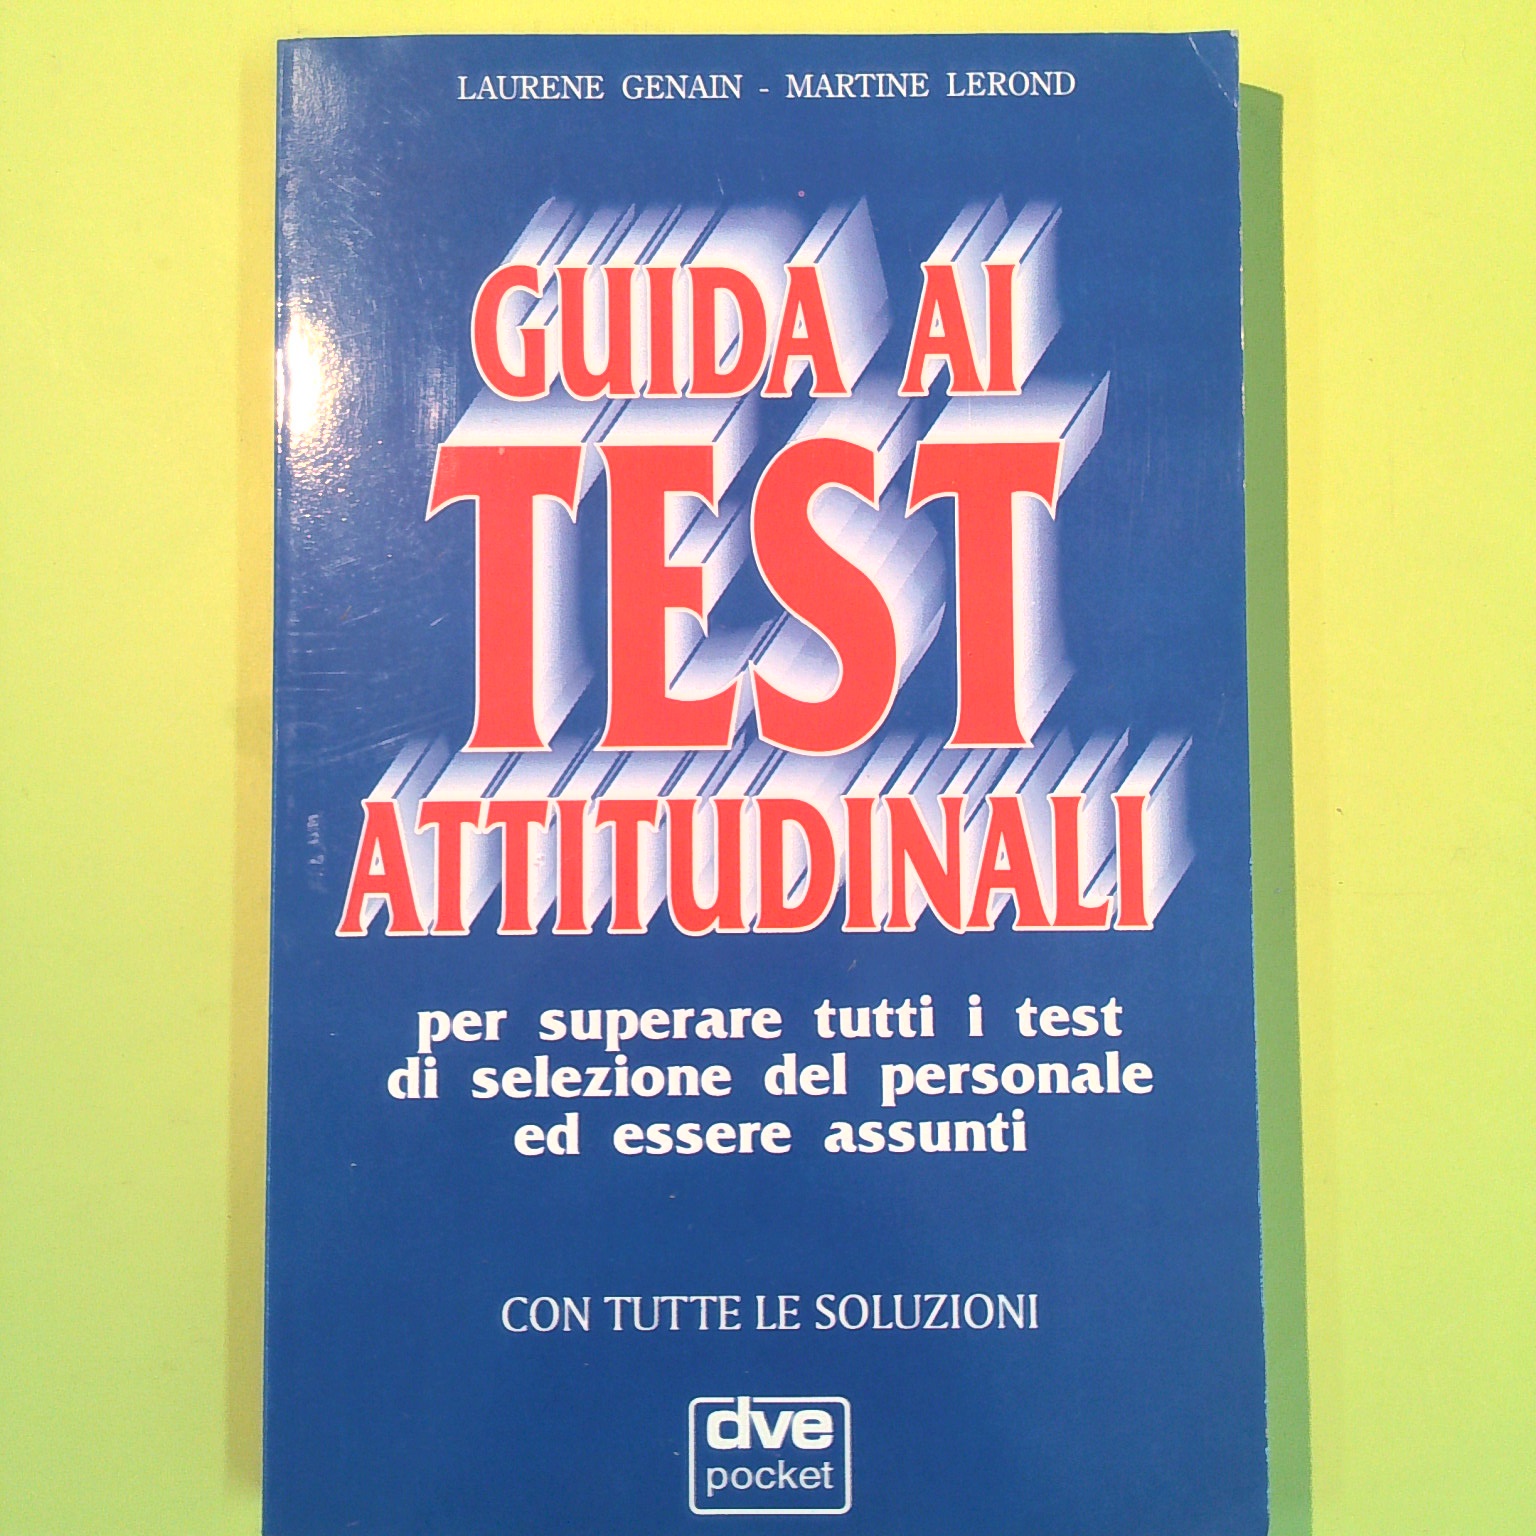 LAURENE GENAIN - MARTINE LEROND
GUIDA AI
TEST
ATTITUDINALI
per superare tutti i test
di selezione del personale
ed essere assunti
CON TUTTE LE SOLUZIONI
dve
pocket